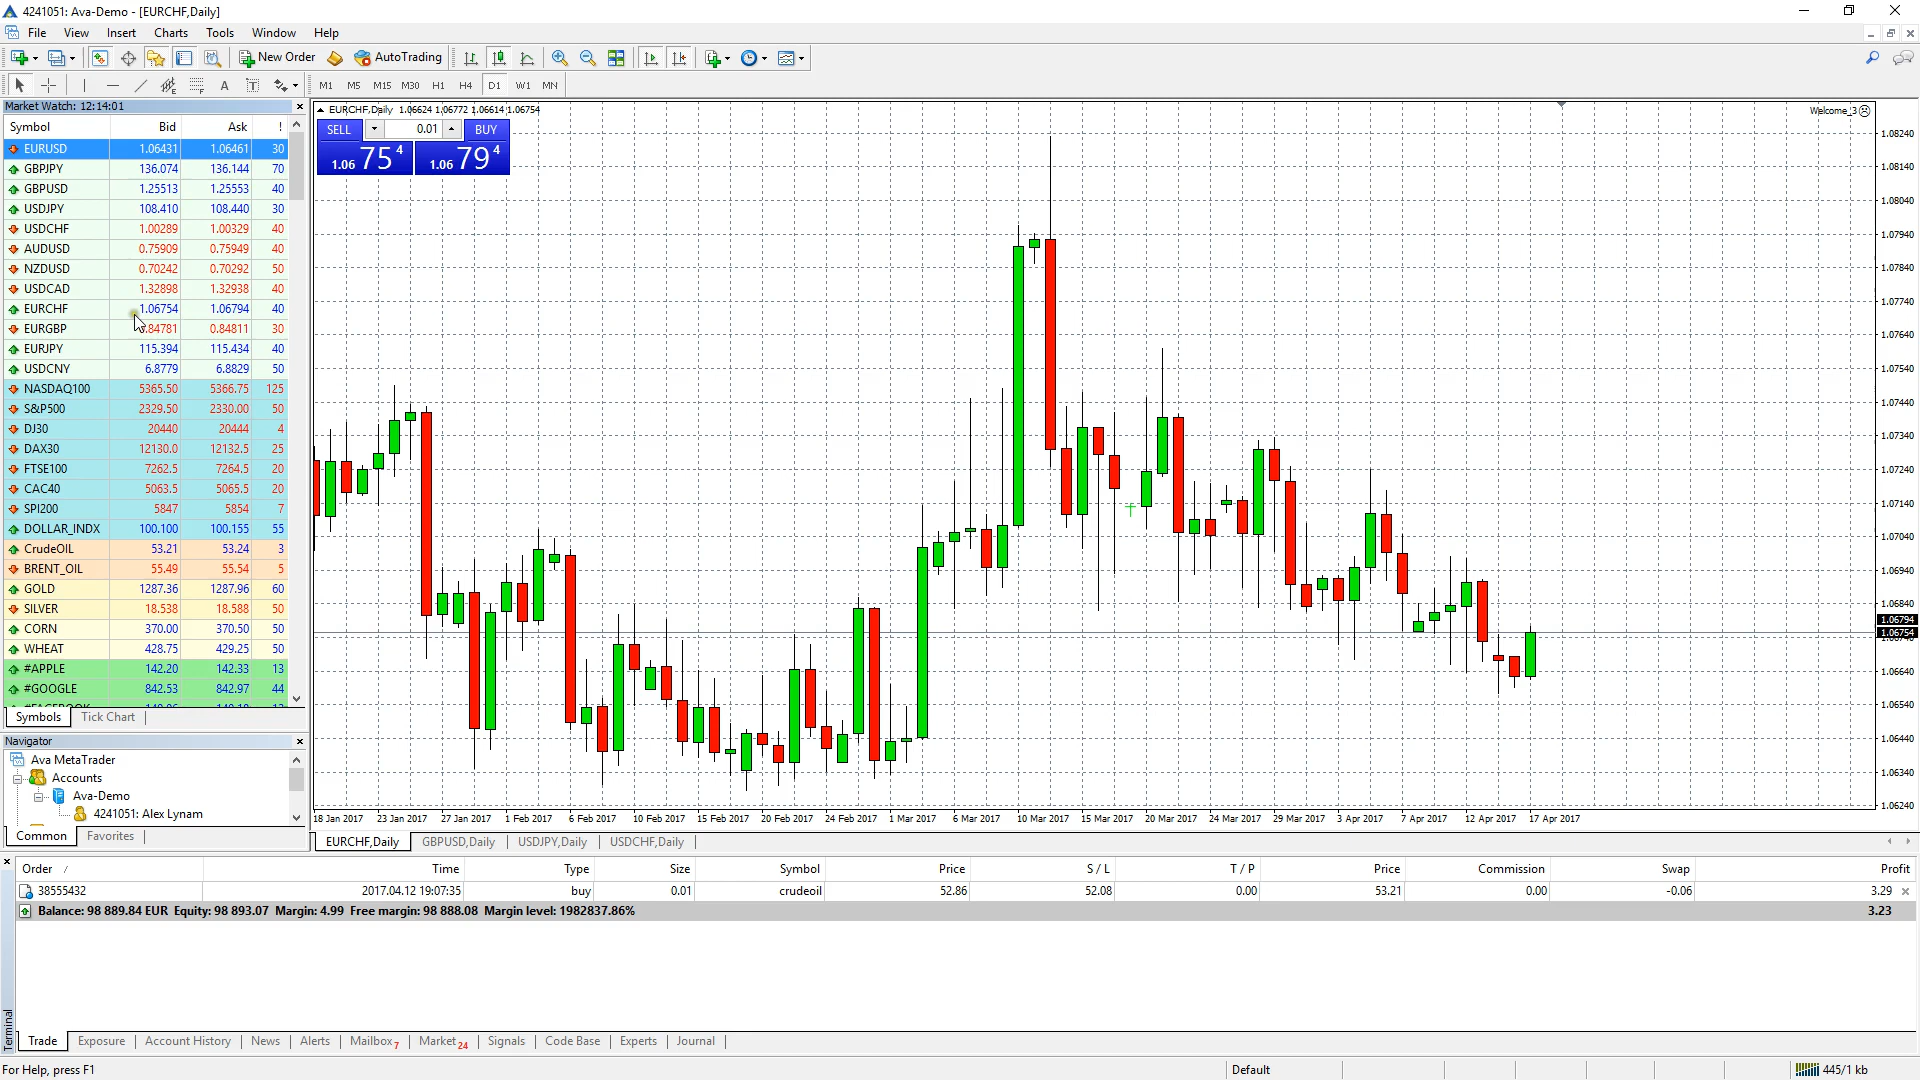 4241051: Ava-Demo - [EURCHF,Daily]
File View Insert Charts Tools Window Help
New Order AutoTrading
A T M1 M5 M15 M30 H1 H4 D1 W1 MN
Market Watch: 12:14:01
Symbol Bid Ask !
EURUSD 1.06431 1.06461 30
GBPJPY 136.074 136.144 70
GBPUSD 1.25513 1.25553 40
USDJPY 108.410 108.440 30
USDCHF 1.00289 1.00329 40
AUDUSD 0.75909 0.75949 40
NZDUSD 0.70242 0.70292 50
USDCAD 1.32898 1.32938 40
EURCHF 1.06754 1.06794 40
EURGBP 0.84781 0.84811 30
EURJPY 115.394 115.434 40
USDCNY 6.8779 6.8829 50
NASDAQ100 5365.50 5366.75 125
S&P500 2329.50 2330.00 50
DJ30 20440 20444 4
DAX30 12130.0 12132.5 25
FTSE100 7262.5 7264.5 20
CAC40 5063.5 5065.5 20
SPI200 5847 5854 7
DOLLAR_INDX 100.100 100.155 55
CrudeOIL 53.21 53.24 3
BRENT_OIL 55.49 55.54 5
GOLD 1287.36 1287.96 60
SILVER 18.538 18.588 50
CORN 370.00 370.50 50
WHEAT 428.75 429.25 50
#APPLE 142.20 142.33 13
#GOOGLE 842.53 842.97 44
Symbols Tick Chart
Navigator
Ava MetaTrader
Accounts
Ava-Demo
4241051: Alex Lynam
Common Favorites
EURCHF,Daily 1.06624 1.06772 1.06614 1.06754
Welcome_3
SELL 0.01 BUY
1.06 75 4 1.06 79 4
1.08240
1.08140
1.08040
1.07940
1.07840
1.07740
1.07640
1.07540
1.07440
1.07340
1.07240
1.07140
1.07040
1.06940
1.06840
1.06794
1.06754
1.06640
1.06540
1.06440
1.06340
1.06240
18 Jan 2017 23 Jan 2017 27 Jan 2017 1 Feb 2017 6 Feb 2017 10 Feb 2017 15 Feb 2017 20 Feb 2017 24 Feb 2017 1 Mar 2017 6 Mar 2017 10 Mar 2017 15 Mar 2017 20 Mar 2017 24 Mar 2017 29 Mar 2017 3 Apr 2017 7 Apr 2017 12 Apr 2017 17 Apr 2017
EURCHF,Daily GBPUSD,Daily USDJPY,Daily USDCHF,Daily
Order / Time Type Size Symbol Price S / L T / P Price Commission Swap Profit
38555432 2017.04.12 19:07:35 buy 0.01 crudeoil 52.86 52.08 0.00 53.21 0.00 -0.06 3.29
Balance: 98 889.84 EUR Equity: 98 893.07 Margin: 4.99 Free margin: 98 888.08 Margin level: 1982837.86% 3.23
Terminal
Trade Exposure Account History News Alerts Mailbox 7 Market 24 Signals Code Base Experts Journal
For Help, press F1 Default 445/1 kb